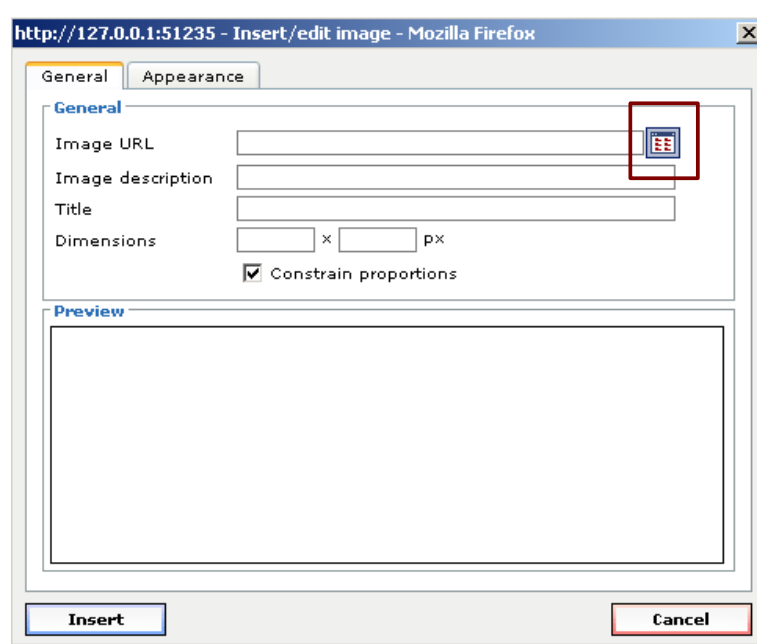 http://127.0.0.1:51235 - Insert/edit image - Mozilla Firefox
General Appearance
General
Image URL
Image description
Title
Dimensions x px
Constrain proportions
Preview
Insert Cancel